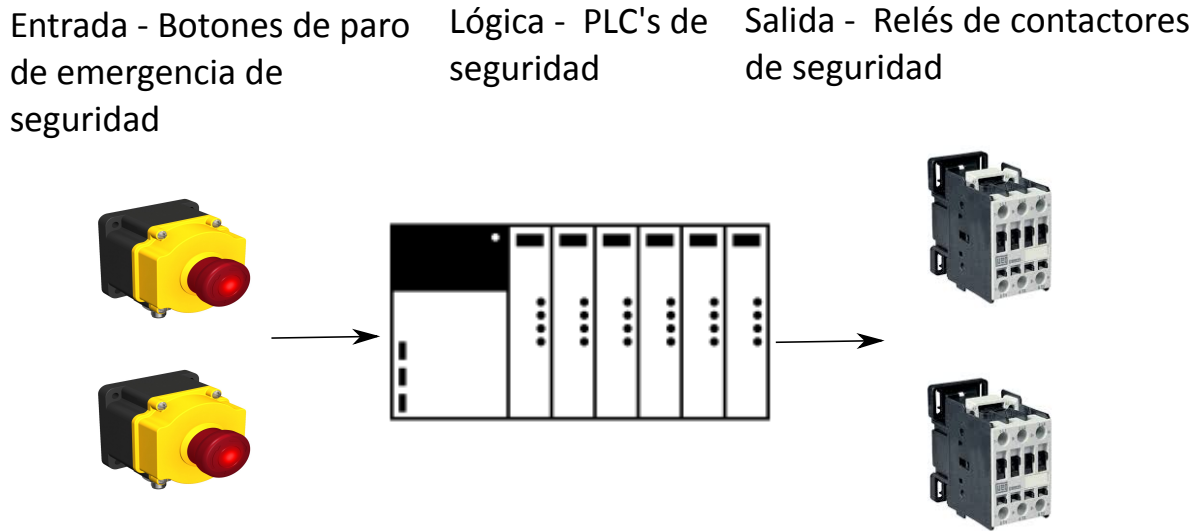 Entrada - Botones de paro
de emergencia de
seguridad
Lógica -  PLC's de
seguridad
Salida -  Relés de contactores
de seguridad